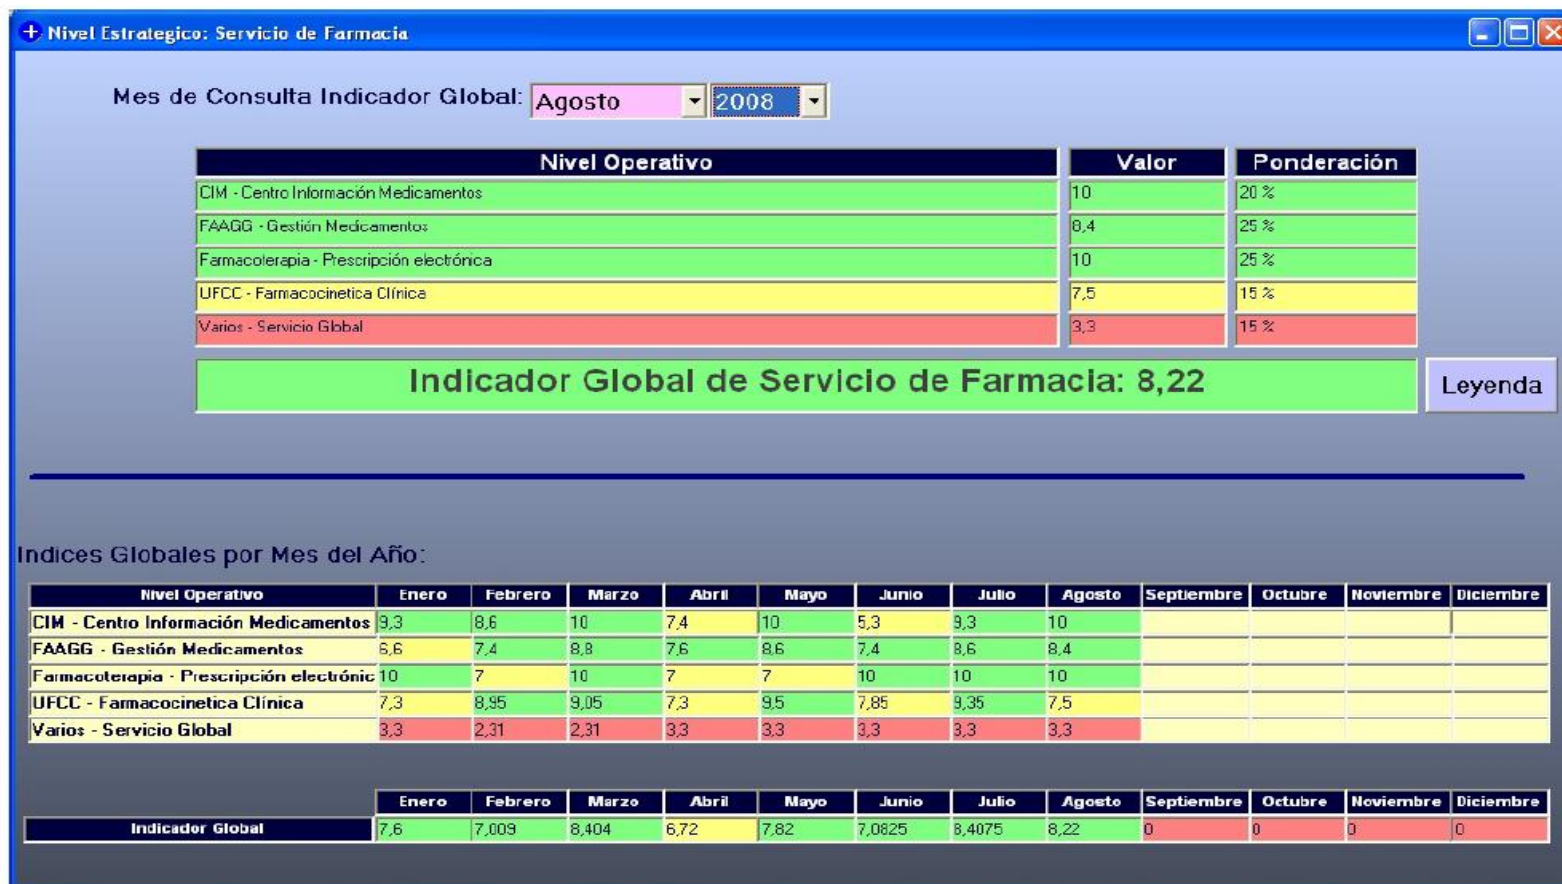 Nivel Estrategico: Servicio de Farmacia
Mes de Consulta Indicador Global: Agosto 2008
Nivel Operativo Valor Ponderación
CIM - Centro Información Medicamentos 10 20 %
FAAGG - Gestión Medicamentos 8,4 25 %
Farmacoterapia - Prescripción electrónica 10 25 %
UFCC - Farmacocinetica Clínica 7,5 15 %
Varios - Servicio Global 3,3 15 %
Indicador Global de Servicio de Farmacia: 8,22 Leyenda
Indices Globales por Mes del Año:
Nivel Operativo Enero Febrero Marzo Abril Mayo Junio Julio Agosto Septiembre Octubre Noviembre Diciembre
CIM - Centro Información Medicamentos 9,3 8,6 10 7,4 10 5,3 9,3 10
FAAGG - Gestión Medicamentos 6,6 7,4 8,8 7,6 8,6 7,4 8,6 8,4
Farmacoterapia - Prescripción electrónic 10 7 10 7 7 10 10 10
UFCC - Farmacocinetica Clínica 7,3 8,95 9,05 7,3 9,5 7,85 9,35 7,5
Varios - Servicio Global 3,3 2,31 2,31 3,3 3,3 3,3 3,3 3,3
Enero Febrero Marzo Abril Mayo Junio Julio Agosto Septiembre Octubre Noviembre Diciembre
Indicador Global 7,6 7,009 8,404 6,72 7,82 7,0825 8,4075 8,22 0 0 0 0